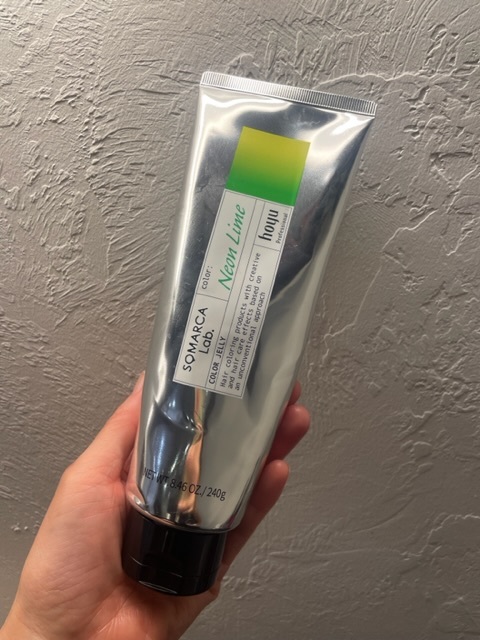 SOMARCA
Lab.
color:
Neon Lime
hoyu
Professional
COLOR JELLY
Hair coloring products with creative
and hair care effects based on
an unconventional approach
NET WT 8.46 OZ./240g